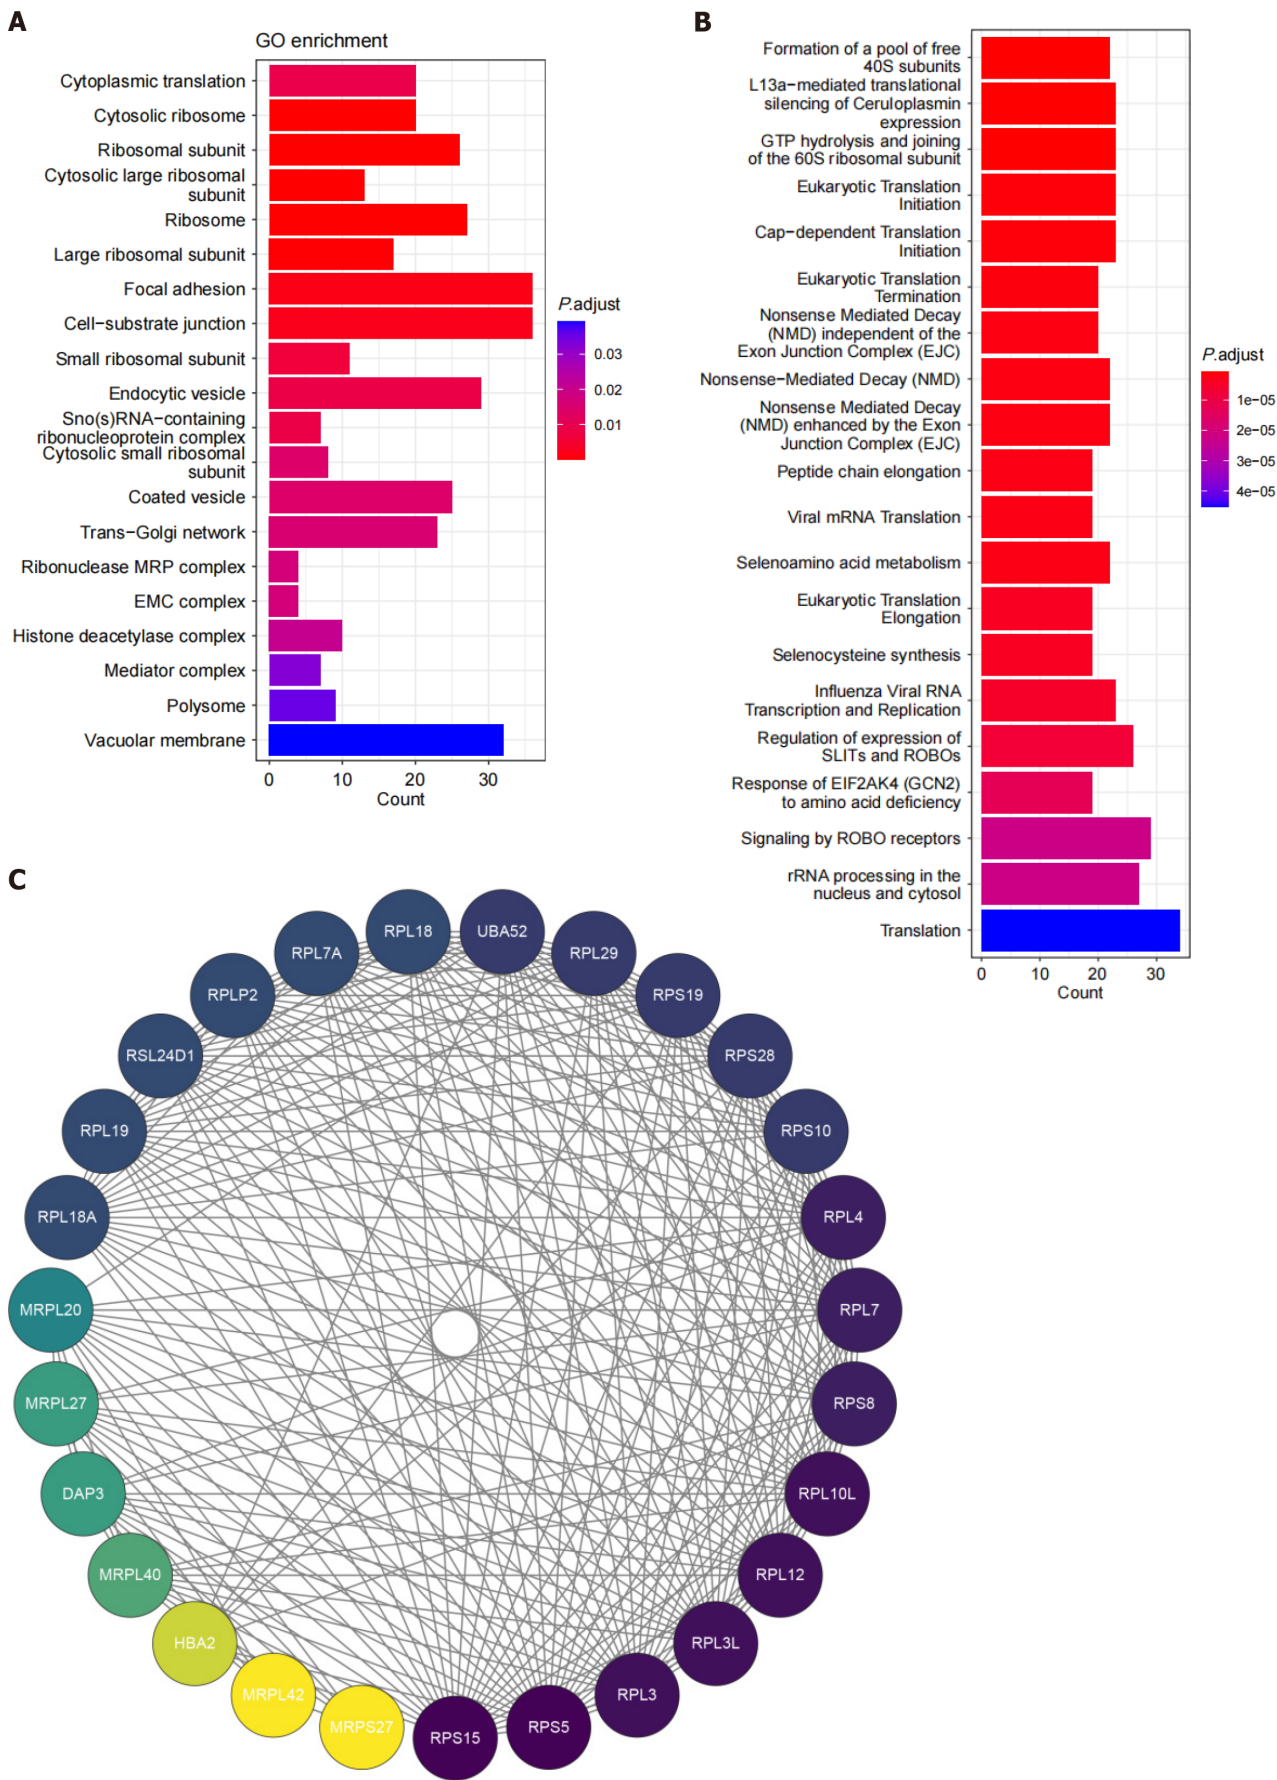 A
GO enrichment
Cytoplasmic translation
Cytosolic ribosome
Ribosomal subunit
Cytosolic large ribosomal
subunit
Ribosome
Large ribosomal subunit
Focal adhesion
Cell−substrate junction
Small ribosomal subunit
Endocytic vesicle
Sno(s)RNA−containing
ribonucleoprotein complex
Cytosolic small ribosomal
subunit
Coated vesicle
Trans−Golgi network
Ribonuclease MRP complex
EMC complex
Histone deacetylase complex
Mediator complex
Polysome
Vacuolar membrane
0 10 20 30
Count
P.adjust
0.03
0.02
0.01
B
Formation of a pool of free
40S subunits
L13a−mediated translational
silencing of Ceruloplasmin
expression
GTP hydrolysis and joining
of the 60S ribosomal subunit
Eukaryotic Translation
Initiation
Cap−dependent Translation
Initiation
Eukaryotic Translation
Termination
Nonsense Mediated Decay
(NMD) independent of the
Exon Junction Complex (EJC)
Nonsense−Mediated Decay (NMD)
Nonsense Mediated Decay
(NMD) enhanced by the Exon
Junction Complex (EJC)
Peptide chain elongation
Viral mRNA Translation
Selenoamino acid metabolism
Eukaryotic Translation
Elongation
Selenocysteine synthesis
Influenza Viral RNA
Transcription and Replication
Regulation of expression of
SLITs and ROBOs
Response of EIF2AK4 (GCN2)
to amino acid deficiency
Signaling by ROBO receptors
rRNA processing in the
nucleus and cytosol
Translation
0 10 20 30
Count
P.adjust
1e−05
2e−05
3e−05
4e−05
C
RPL18
UBA52
RPL7A
RPL29
RPLP2
RPS19
RSL24D1
RPS28
RPL19
RPS10
RPL18A
RPL4
MRPL20
RPL7
MRPL27
RPS8
DAP3
RPL10L
MRPL40
RPL12
HBA2
RPL3L
MRPL42
RPL3
MRPS27
RPS5
RPS15